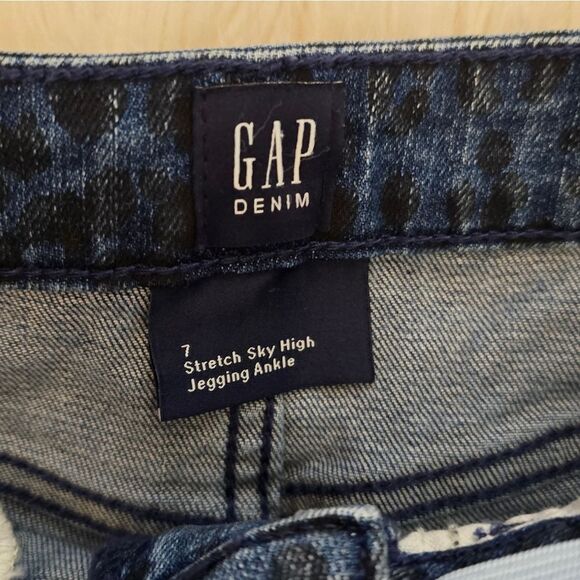 GAP
DENIM
7
Stretch Sky High
Jegging Ankle